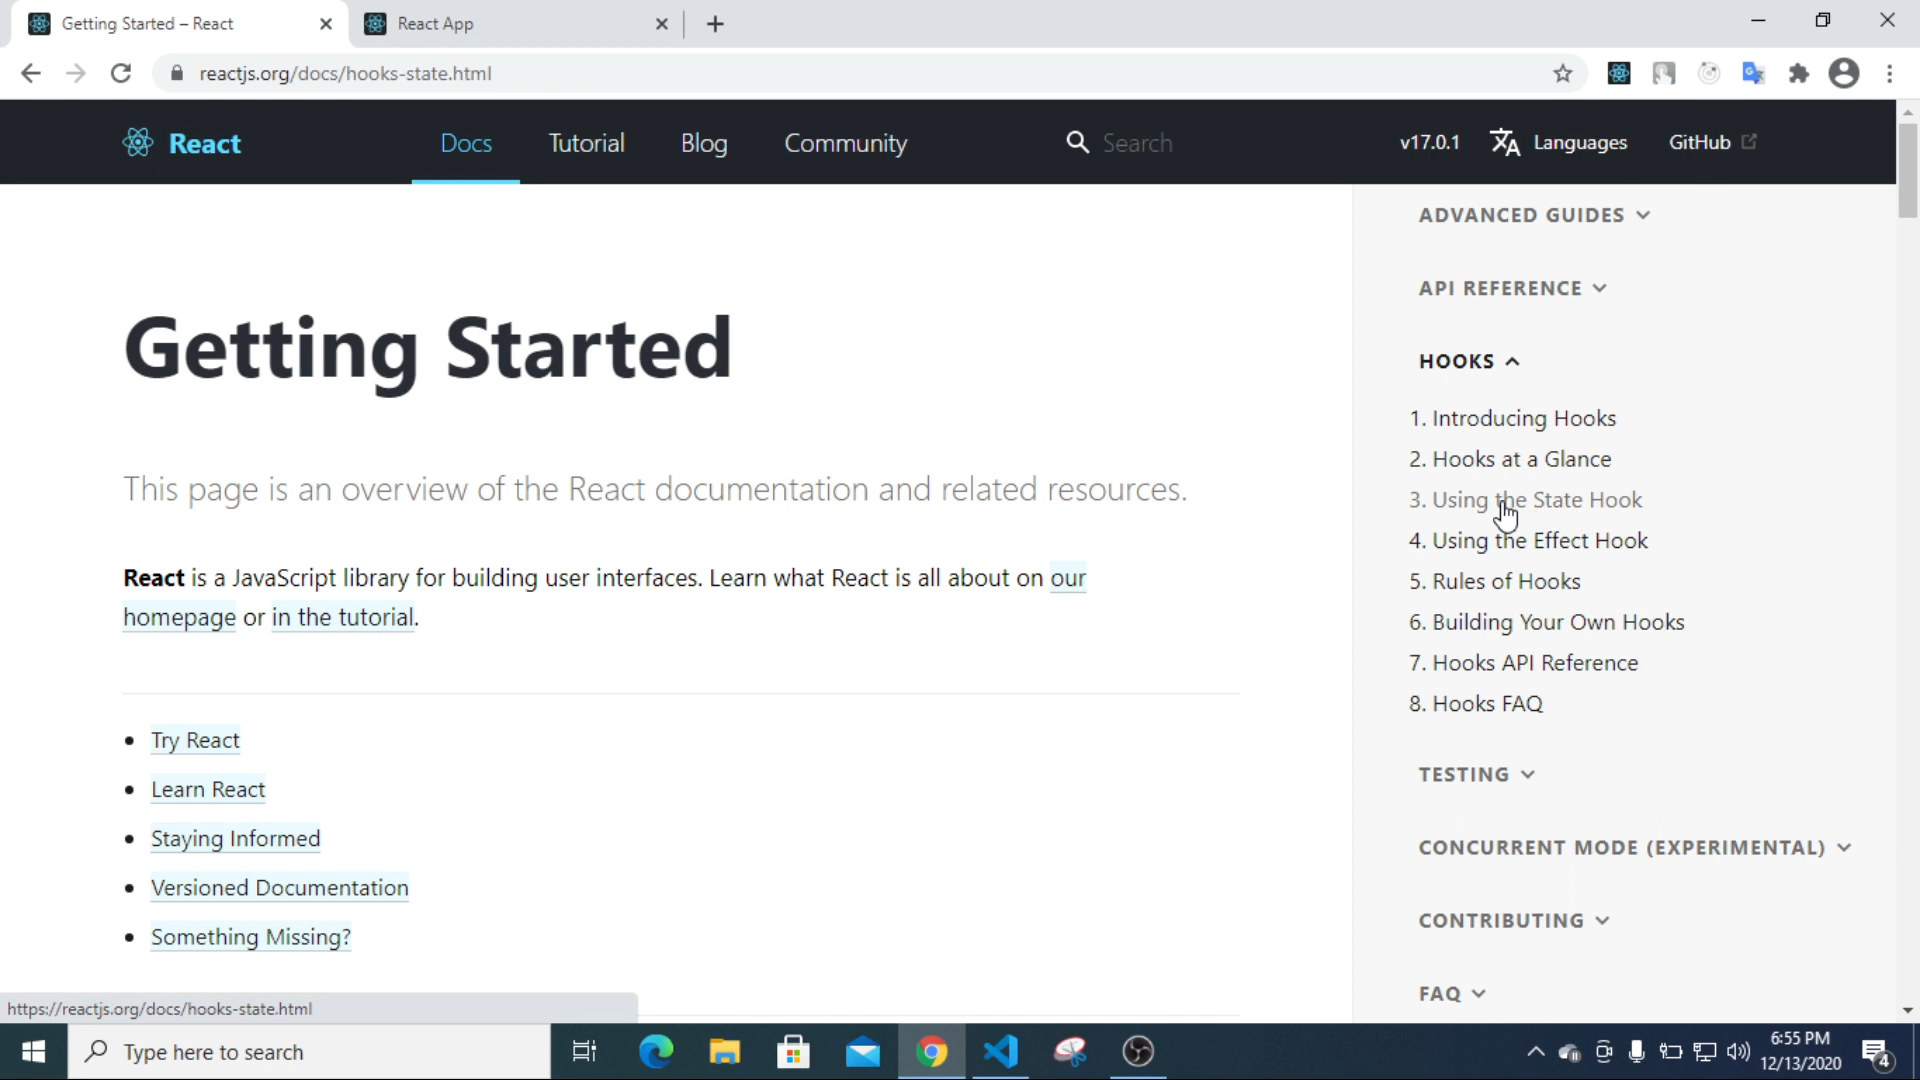 Getting Started – React
React App
reactjs.org/docs/hooks-state.html
React
Docs
Tutorial
Blog
Community
Search
v17.0.1
Languages
GitHub
Getting Started
This page is an overview of the React documentation and related resources.
React is a JavaScript library for building user interfaces. Learn what React is all about on our
homepage or in the tutorial.
• Try React
• Learn React
• Staying Informed
• Versioned Documentation
• Something Missing?
ADVANCED GUIDES
API REFERENCE
HOOKS
1. Introducing Hooks
2. Hooks at a Glance
3. Using the State Hook
4. Using the Effect Hook
5. Rules of Hooks
6. Building Your Own Hooks
7. Hooks API Reference
8. Hooks FAQ
TESTING
CONCURRENT MODE (EXPERIMENTAL)
CONTRIBUTING
FAQ
https://reactjs.org/docs/hooks-state.html
Type here to search
6:55 PM
12/13/2020
4